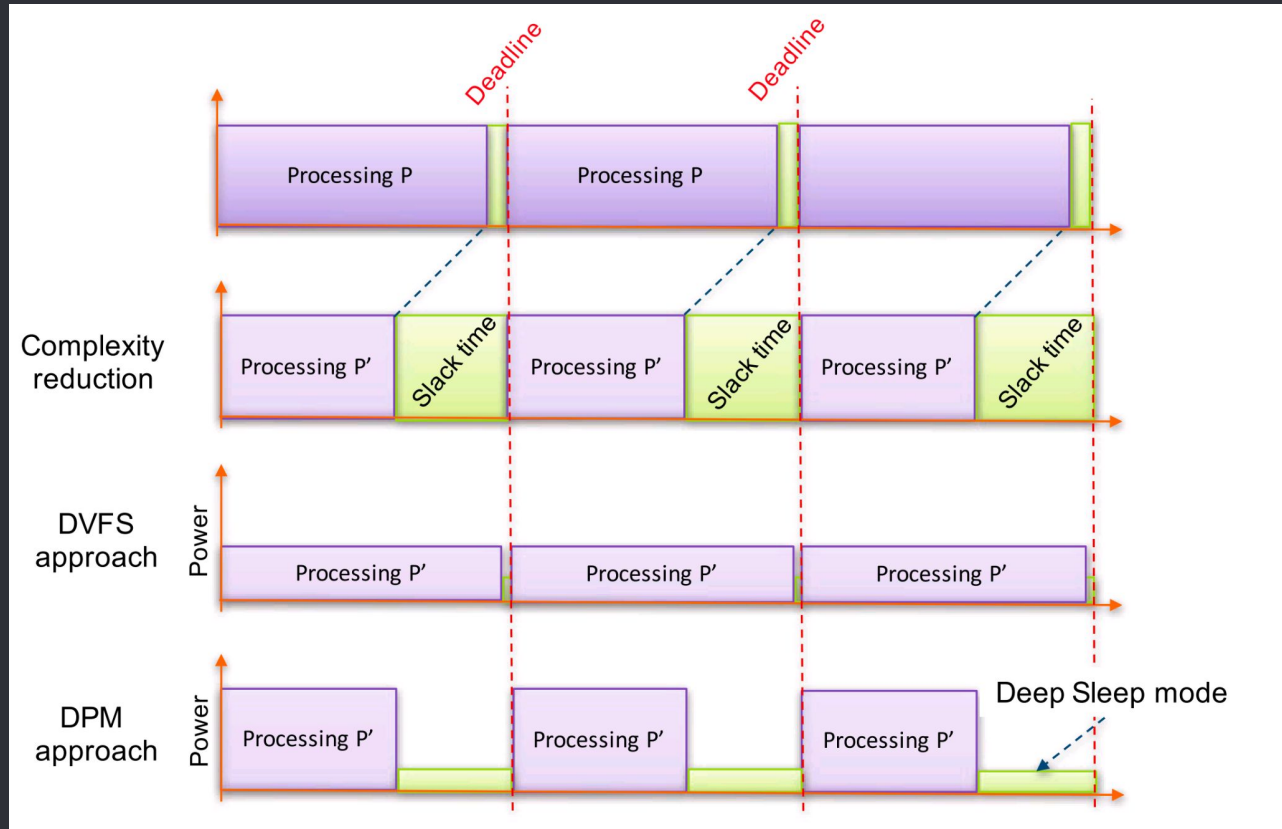 Deadline
Deadline
Processing P
Processing P
Complexity
reduction
Processing P’
Slack time
Processing P’
Slack time
Processing P’
Slack time
DVFS
approach
Power
Processing P’
Processing P’
Processing P’
DPM
approach
Power
Processing P’
Processing P’
Processing P’
Deep Sleep mode